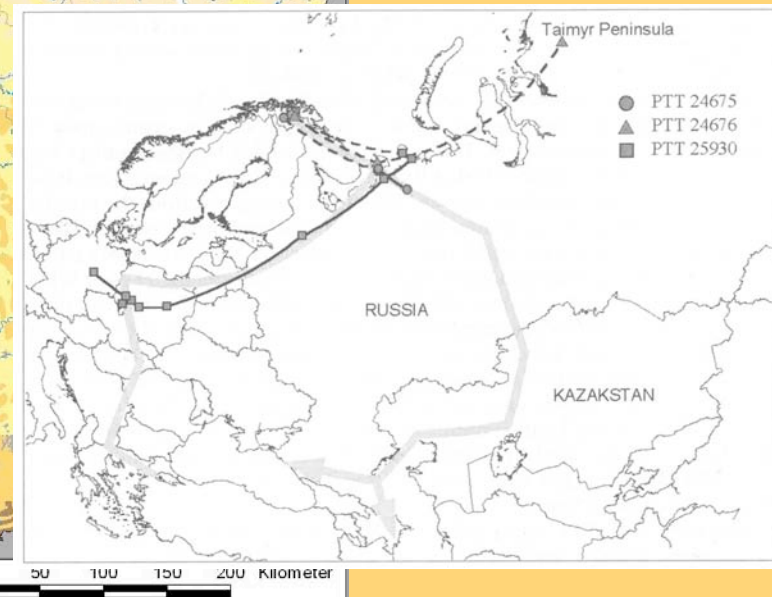 Taimyr Peninsula
PTT 24675
PTT 24676
PTT 25930
RUSSIA
KAZAKSTAN
50 100 150 200 Kilometer